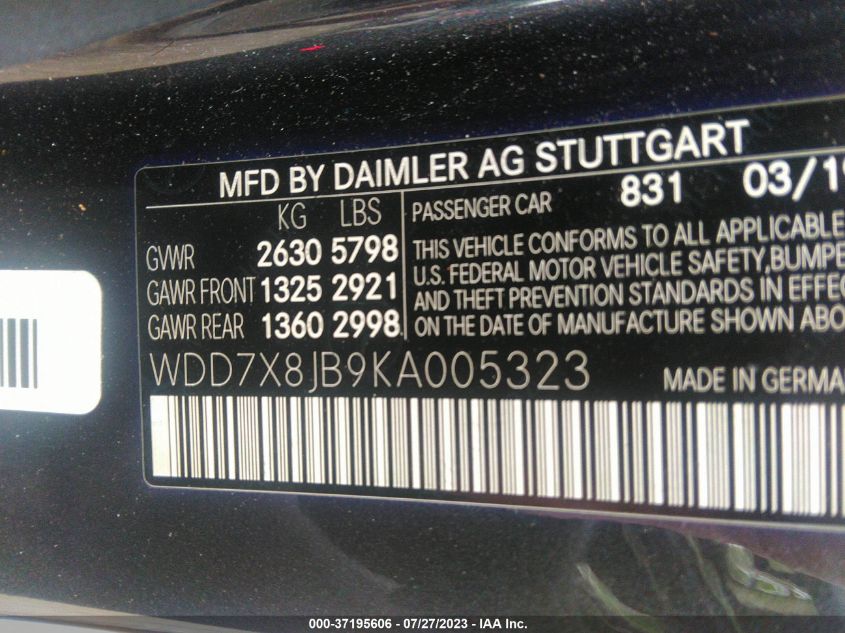 MFD BY DAIMLER AG STUTTGART
KG LBS
GVWR 2630 5798
GAWR FRONT 1325 2921
GAWR REAR 1360 2998
PASSENGER CAR 831 03/19
THIS VEHICLE CONFORMS TO ALL APPLICABLE
U.S. FEDERAL MOTOR VEHICLE SAFETY, BUMPE
AND THEFT PREVENTION STANDARDS IN EFFEC
ON THE DATE OF MANUFACTURE SHOWN ABO
WDD7X8JB9KA005323
MADE IN GERMA
000-37195606 - 07/27/2023 - IAA Inc.